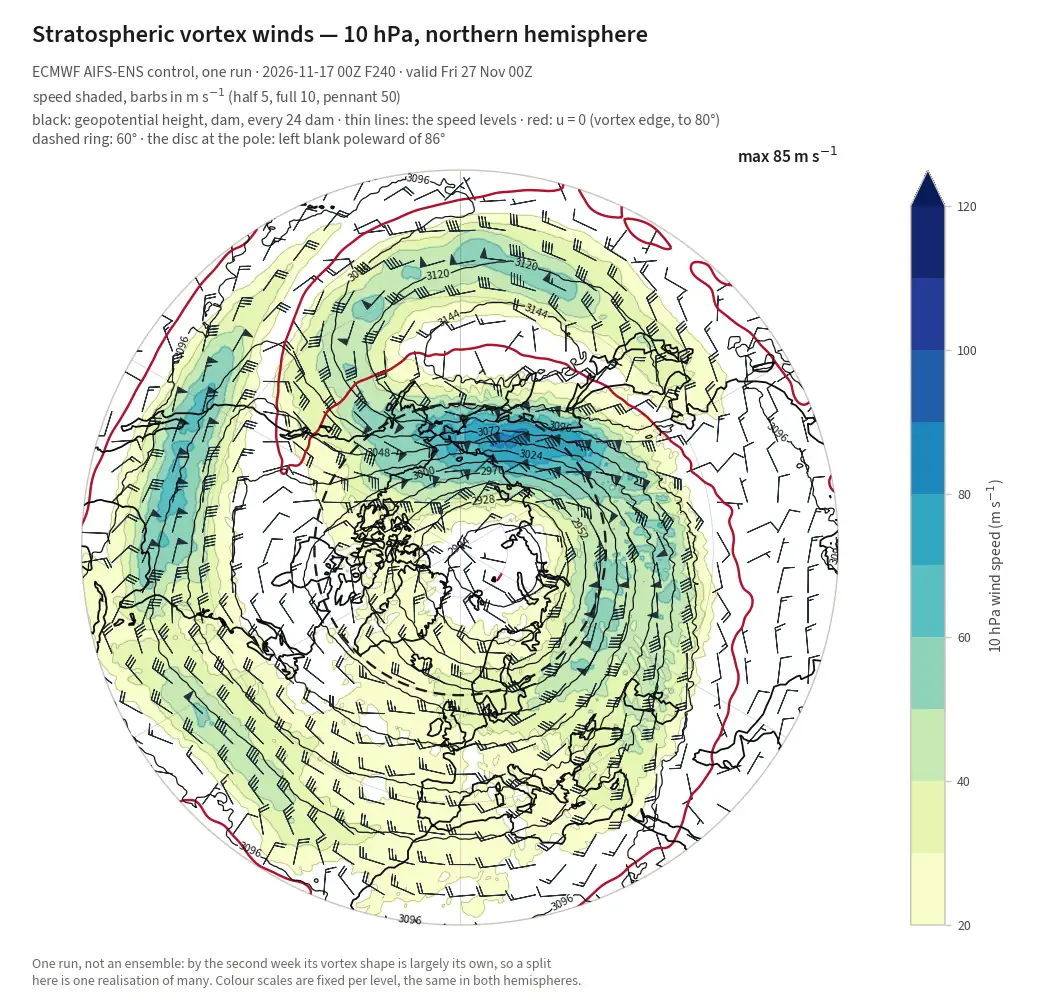 Stratospheric vortex winds — 10 hPa, northern hemisphere
ECMWF AIFS-ENS control, one run · 2026-11-17 00Z F240 · valid Fri 27 Nov 00Z
speed shaded, barbs in m s⁻¹ (half 5, full 10, pennant 50)
black: geopotential height, dam, every 24 dam · thin lines: the speed levels · red: u = 0 (vortex edge, to 80°)
dashed ring: 60° · the disc at the pole: left blank poleward of 86°
max 85 m s⁻¹
3096
3120
3120
3144
3144
3096
3072
3096
3096
3048
3024
3000
2976
2928
2952
3096
3096
3096
120
100
80
60
40
20
10 hPa wind speed (m s⁻¹)
One run, not an ensemble: by the second week its vortex shape is largely its own, so a split
here is one realisation of many. Colour scales are fixed per level, the same in both hemispheres.